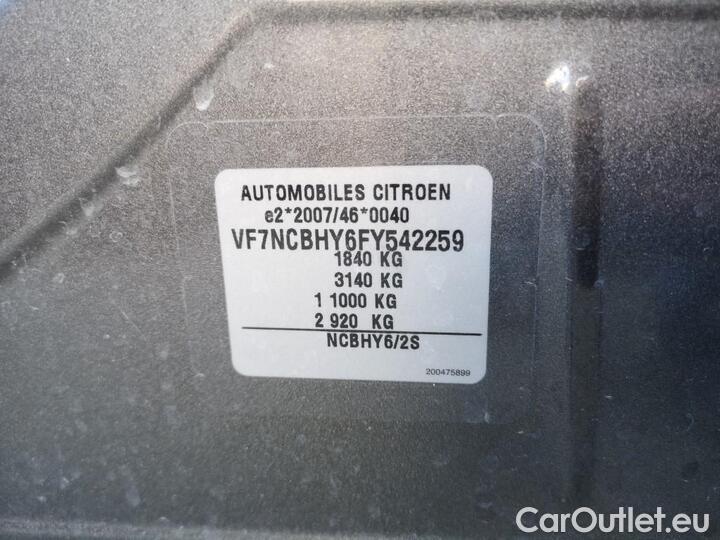 AUTOMOBILES CITROEN
e2*2007/46*0040
VF7NCBHY6FY542259
1840 KG
3140 KG
1 1000 KG
2 920 KG
NCBHY6/2S
200475899
CarOutlet.eu